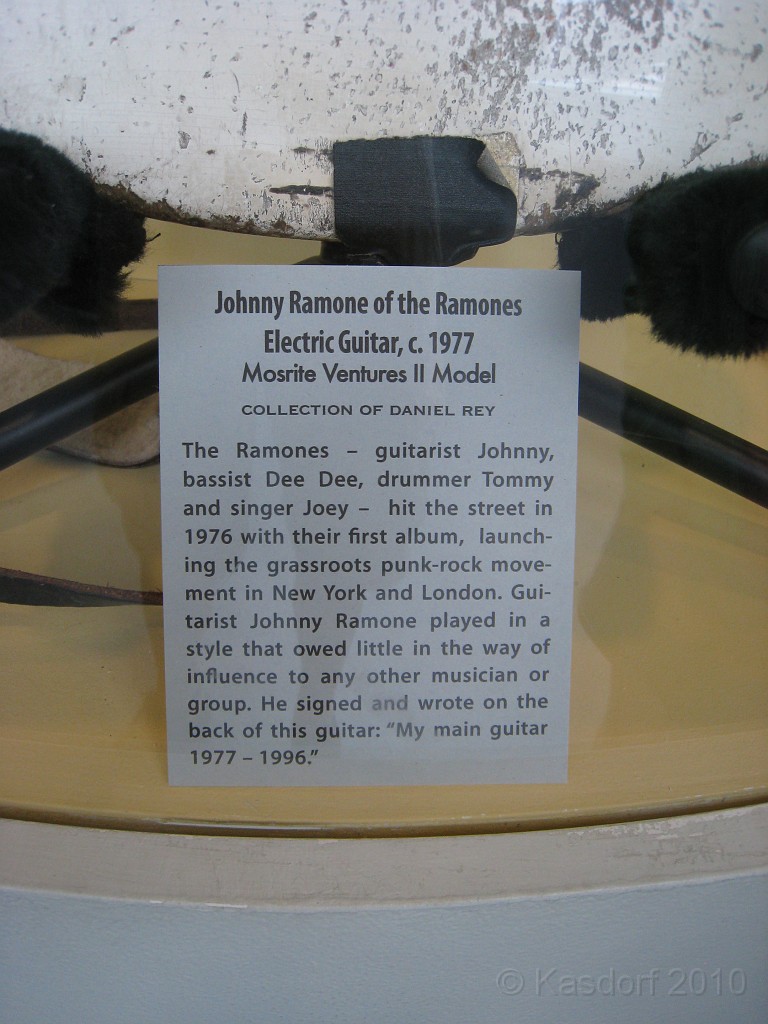 Johnny Ramone of the Ramones
Electric Guitar, c. 1977
Mosrite Ventures II Model
COLLECTION OF DANIEL REY
The Ramones – guitarist Johnny,
bassist Dee Dee, drummer Tommy
and singer Joey – hit the street in
1976 with their first album, launch-
ing the grassroots punk-rock move-
ment in New York and London. Gui-
tarist Johnny Ramone played in a
style that owed little in the way of
influence to any other musician or
group. He signed and wrote on the
back of this guitar: “My main guitar
1977 – 1996.”
© Kasdorf 2010